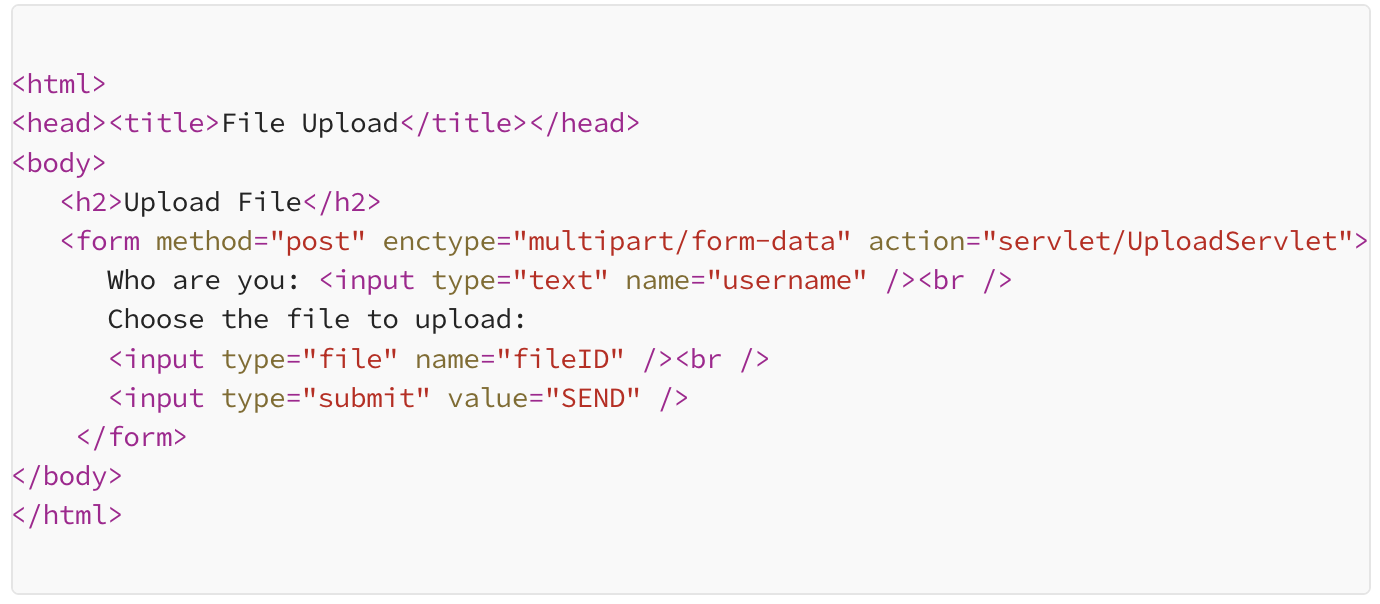 <html>
<head><title>File Upload</title></head>
<body>
   <h2>Upload File</h2>
   <form method="post" enctype="multipart/form-data" action="servlet/UploadServlet">
      Who are you: <input type="text" name="username" /><br />
      Choose the file to upload:
      <input type="file" name="fileID" /><br />
      <input type="submit" value="SEND" />
    </form>
</body>
</html>